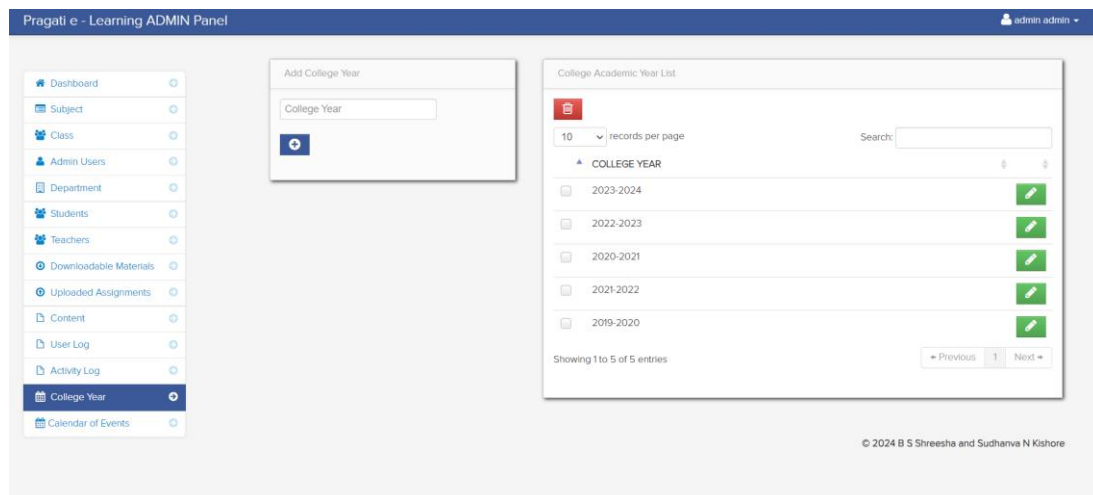 Pragati e - Learning ADMIN Panel
admin admin
Dashboard
Subject
Class
Admin Users
Department
Students
Teachers
Downloadable Materials
Uploaded Assignments
Content
User Log
Activity Log
College Year
Calendar of Events
Add College Year
College Year
College Academic Year List
10 records per page
Search:
COLLEGE YEAR
2023-2024
2022-2023
2020-2021
2021-2022
2019-2020
Showing 1 to 5 of 5 entries
← Previous 1 Next →
© 2024 B S Shreesha and Sudhanva N Kishore